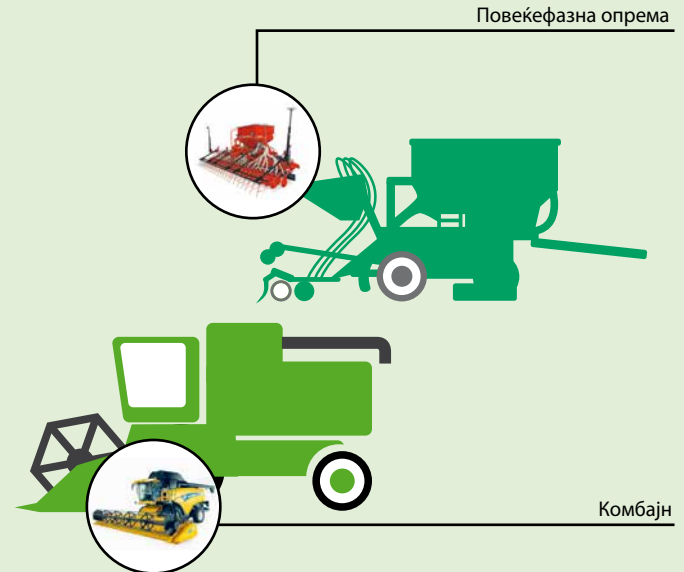 Повеќефазна опрема
Комбајн